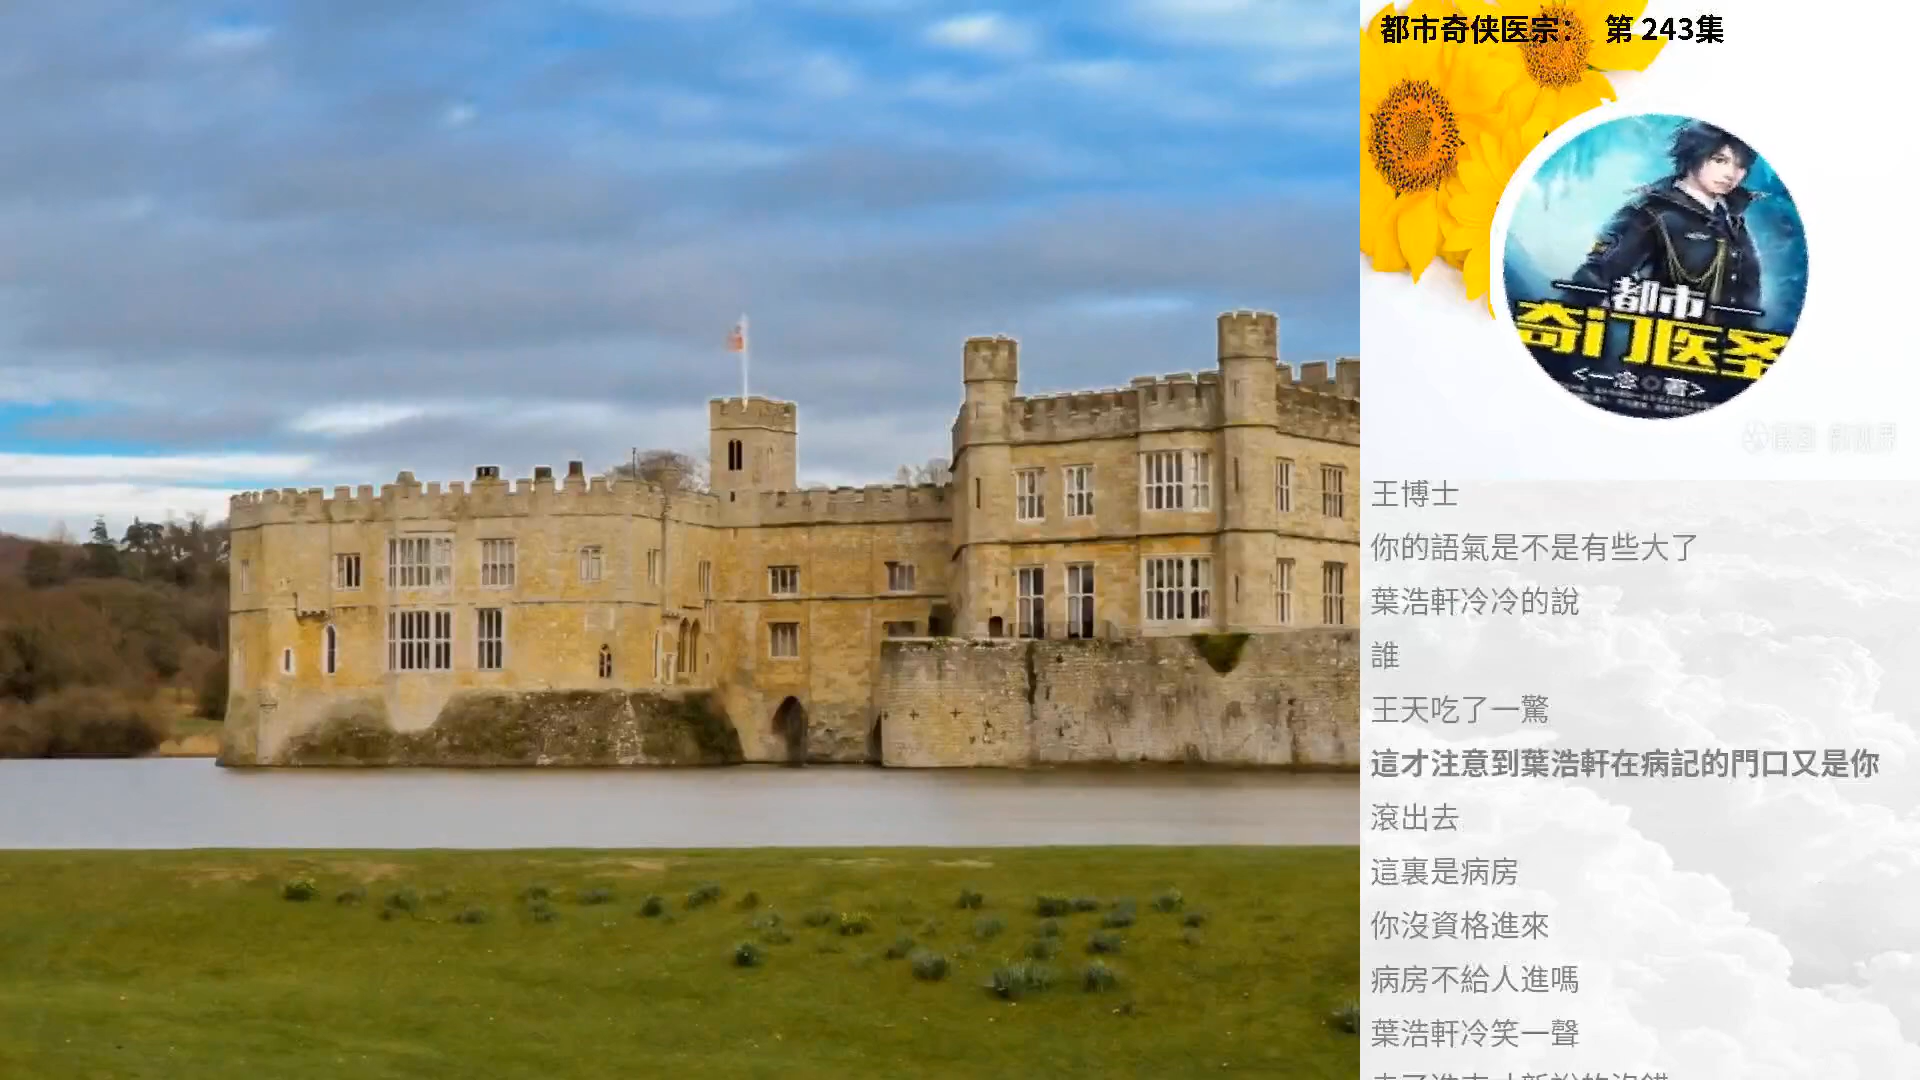 都市奇侠医宗： 第 243集
都市
奇门医圣
王博士
你的語氣是不是有些大了
葉浩軒冷冷的說
誰
王天吃了一驚
這才注意到葉浩軒在病記的門口又是你
滾出去
這裏是病房
你沒資格進來
病房不給人進嗎
葉浩軒冷笑一聲